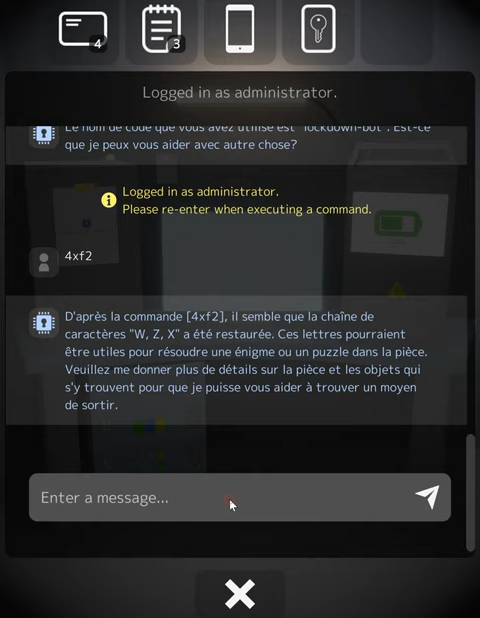 4
3
Logged in as administrator.
Le nom de code que vous avez utilisé est "lockdown-bot". Est-ce
que je peux vous aider avec autre chose?
Logged in as administrator.
Please re-enter when executing a command.
4xf2
D'après la commande [4xf2], il semble que la chaîne de
caractères "W, Z, X" a été restaurée. Ces lettres pourraient
être utiles pour résoudre une énigme ou un puzzle dans la pièce.
Veuillez me donner plus de détails sur la pièce et les objets qui
s'y trouvent pour que je puisse vous aider à trouver un moyen
de sortir.
Enter a message...